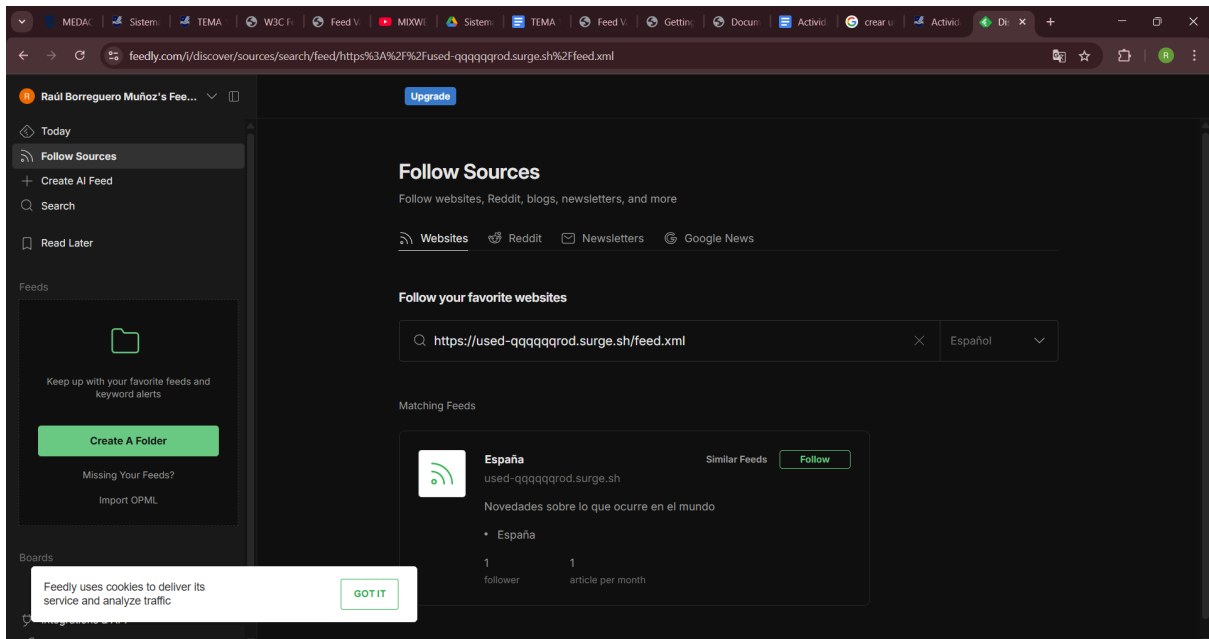 MEDAC
Sistema
TEMA
W3C Fe
Feed V
MIXWE
Sistema
TEMA
Feed V
Getting
Docum
Activid
crear u
Activid
Di
feedly.com/i/discover/sources/search/feed/https%3A%2F%2Fused-qqqqqqrod.surge.sh%2Ffeed.xml
R
R Raúl Borreguero Muñoz's Fee...
Upgrade
Today
Follow Sources
Create AI Feed
Search
Read Later
Feeds
Keep up with your favorite feeds and
keyword alerts
Create A Folder
Missing Your Feeds?
Import OPML
Boards
Feedly uses cookies to deliver its
service and analyze traffic
GOT IT
Follow Sources
Follow websites, Reddit, blogs, newsletters, and more
Websites Reddit Newsletters Google News
Follow your favorite websites
https://used-qqqqqqrod.surge.sh/feed.xml
Español
Matching Feeds
España
Similar Feeds
Follow
used-qqqqqqrod.surge.sh
Novedades sobre lo que ocurre en el mundo
• España
1 1
follower article per month